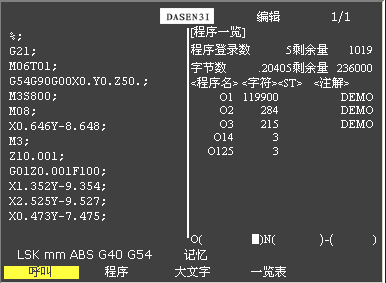 DASEN3I 编辑 1/1
%;
G21;
M06T01;
G54G90G00X0.Y0.Z50.;
M3S800;
M08;
X0.646Y-8.648;
M3;
Z10.001;
G01Z0.001F100;
X1.352Y-9.354;
X2.525Y-9.527;
X0.473Y-7.475;
[程序一览]
程序登录数 5剩余量 1019
字节数 .20405剩余量 236000
<程序名> <字符><ST> <注解>
O1 119900 DEMO
O2 284 DEMO
O3 215 DEMO
O14 3
O125 3
O( )N( )-( )
LSK mm ABS G40 G54 记忆
呼叫 程序 大文字 一览表